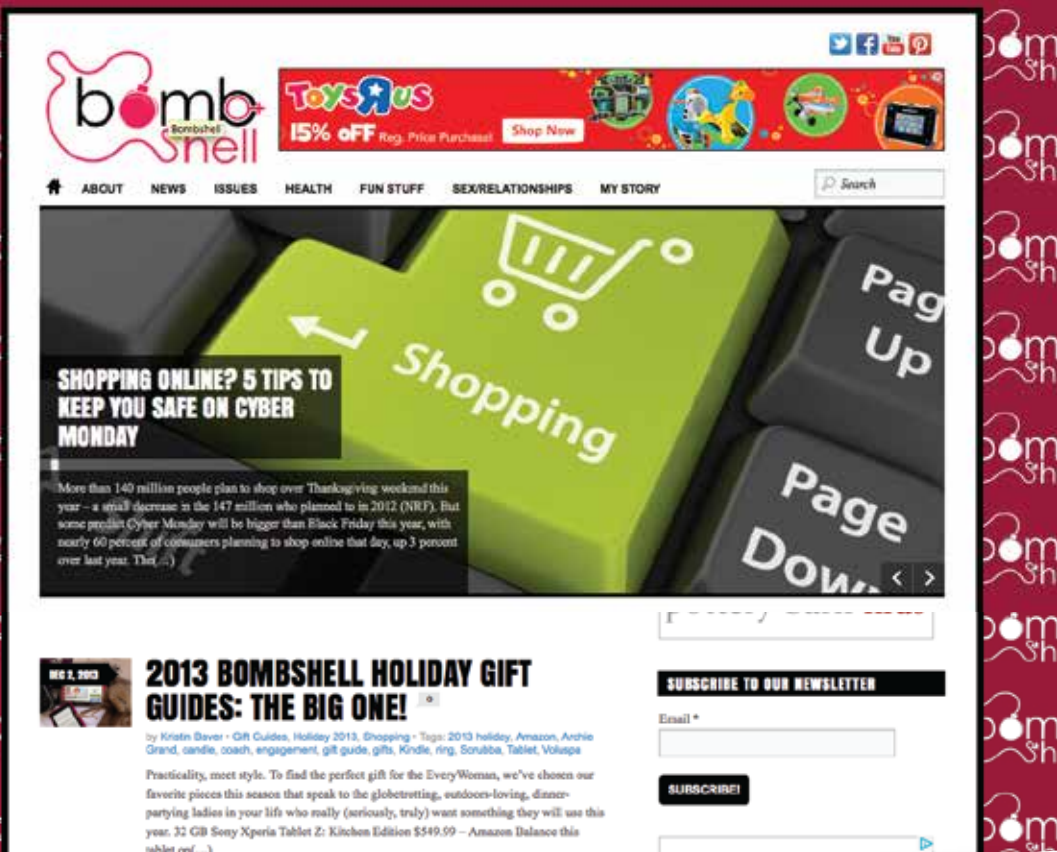 bomb+
shell
Bombshell
TOYS R US
15% OFF Reg. Price Purchase!
Shop Now
ABOUT NEWS ISSUES HEALTH FUN STUFF SEX/RELATIONSHIPS MY STORY
Search
Shopping
Pag
Up
Page
Down
SHOPPING ONLINE? 5 TIPS TO
KEEP YOU SAFE ON CYBER
MONDAY
More than 140 million people plan to shop over Thanksgiving weekend this
year – a small decrease in the 147 million who planned to in 2012 (NRF). But
some predict Cyber Monday will be bigger than Black Friday this year, with
nearly 60 percent of consumers planning to shop online that day, up 3 percent
over last year. The(...)
DEC 2, 2013
2013 BOMBSHELL HOLIDAY GIFT
GUIDES: THE BIG ONE!
0
by Kristin Bever • Gift Guides, Holiday 2013, Shopping • Tags: 2013 holiday, Amazon, Archie
Grand, candle, coach, engagement, gift guide, gifts, Kindle, ring, Scrubba, Tablet, Voluspa
Practicality, meet style. To find the perfect gift for the EveryWoman, we've chosen our
favorite pieces this season that speak to the globetrotting, outdoors-loving, dinner-
partying ladies in your life who really (seriously, truly) want something they will use this
year. 32 GB Sony Xperia Tablet Z: Kitchen Edition $549.99 – Amazon Balance this
tablet on(...)
SUBSCRIBE TO OUR NEWSLETTER
Email *
SUBSCRIBE!